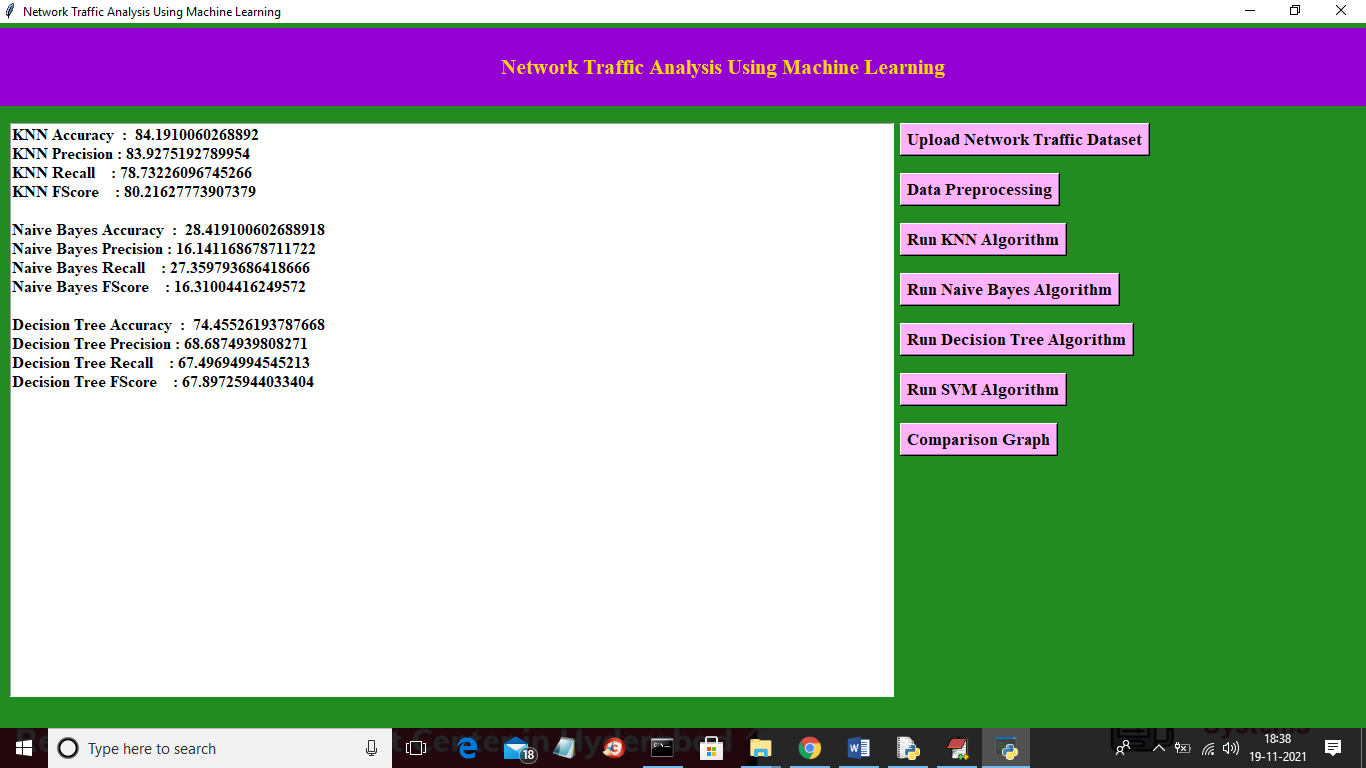 Network Traffic Analysis Using Machine Learning
Network Traffic Analysis Using Machine Learning
KNN Accuracy : 84.1910060268892
KNN Precision : 83.9275192789954
KNN Recall : 78.73226096745266
KNN FScore : 80.21627773907379
Naive Bayes Accuracy : 28.419100602688918
Naive Bayes Precision : 16.141168678711722
Naive Bayes Recall : 27.359793686418666
Naive Bayes FScore : 16.31004416249572
Decision Tree Accuracy : 74.45526193787668
Decision Tree Precision : 68.6874939808271
Decision Tree Recall : 67.49694994545213
Decision Tree FScore : 67.89725944033404
Upload Network Traffic Dataset
Data Preprocessing
Run KNN Algorithm
Run Naive Bayes Algorithm
Run Decision Tree Algorithm
Run SVM Algorithm
Comparison Graph
Type here to search
18
18:38
19-11-2021